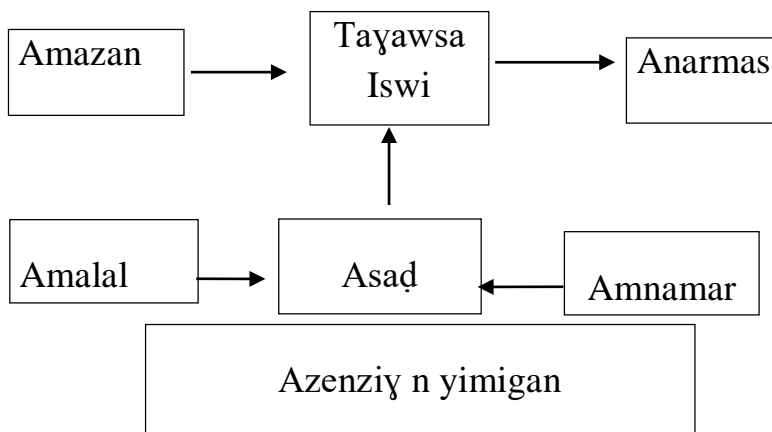 Amazan
Taɣawsa
Iswi
Anarmas
Amalal
Asaḍ
Amnamar
Azenziɣ n yimigan